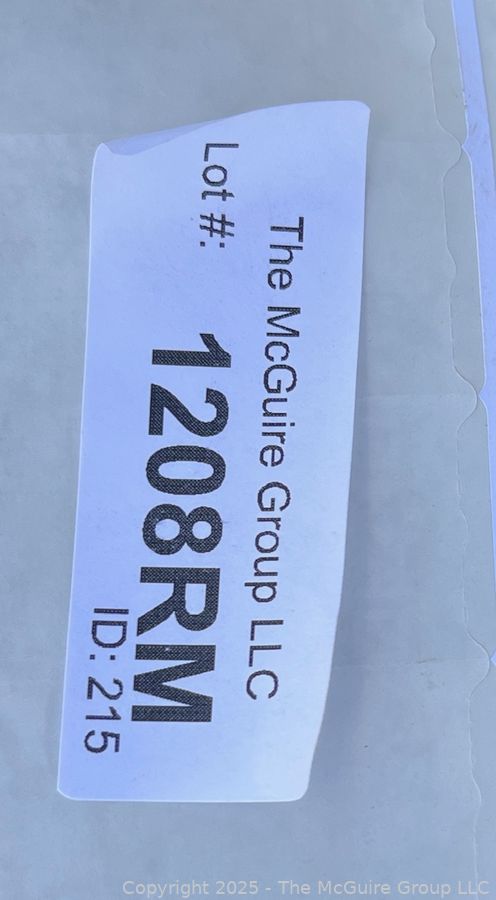 The McGuire Group LLC
Lot #:
1208RM
ID: 215
Copyright 2025 - The McGuire Group LLC